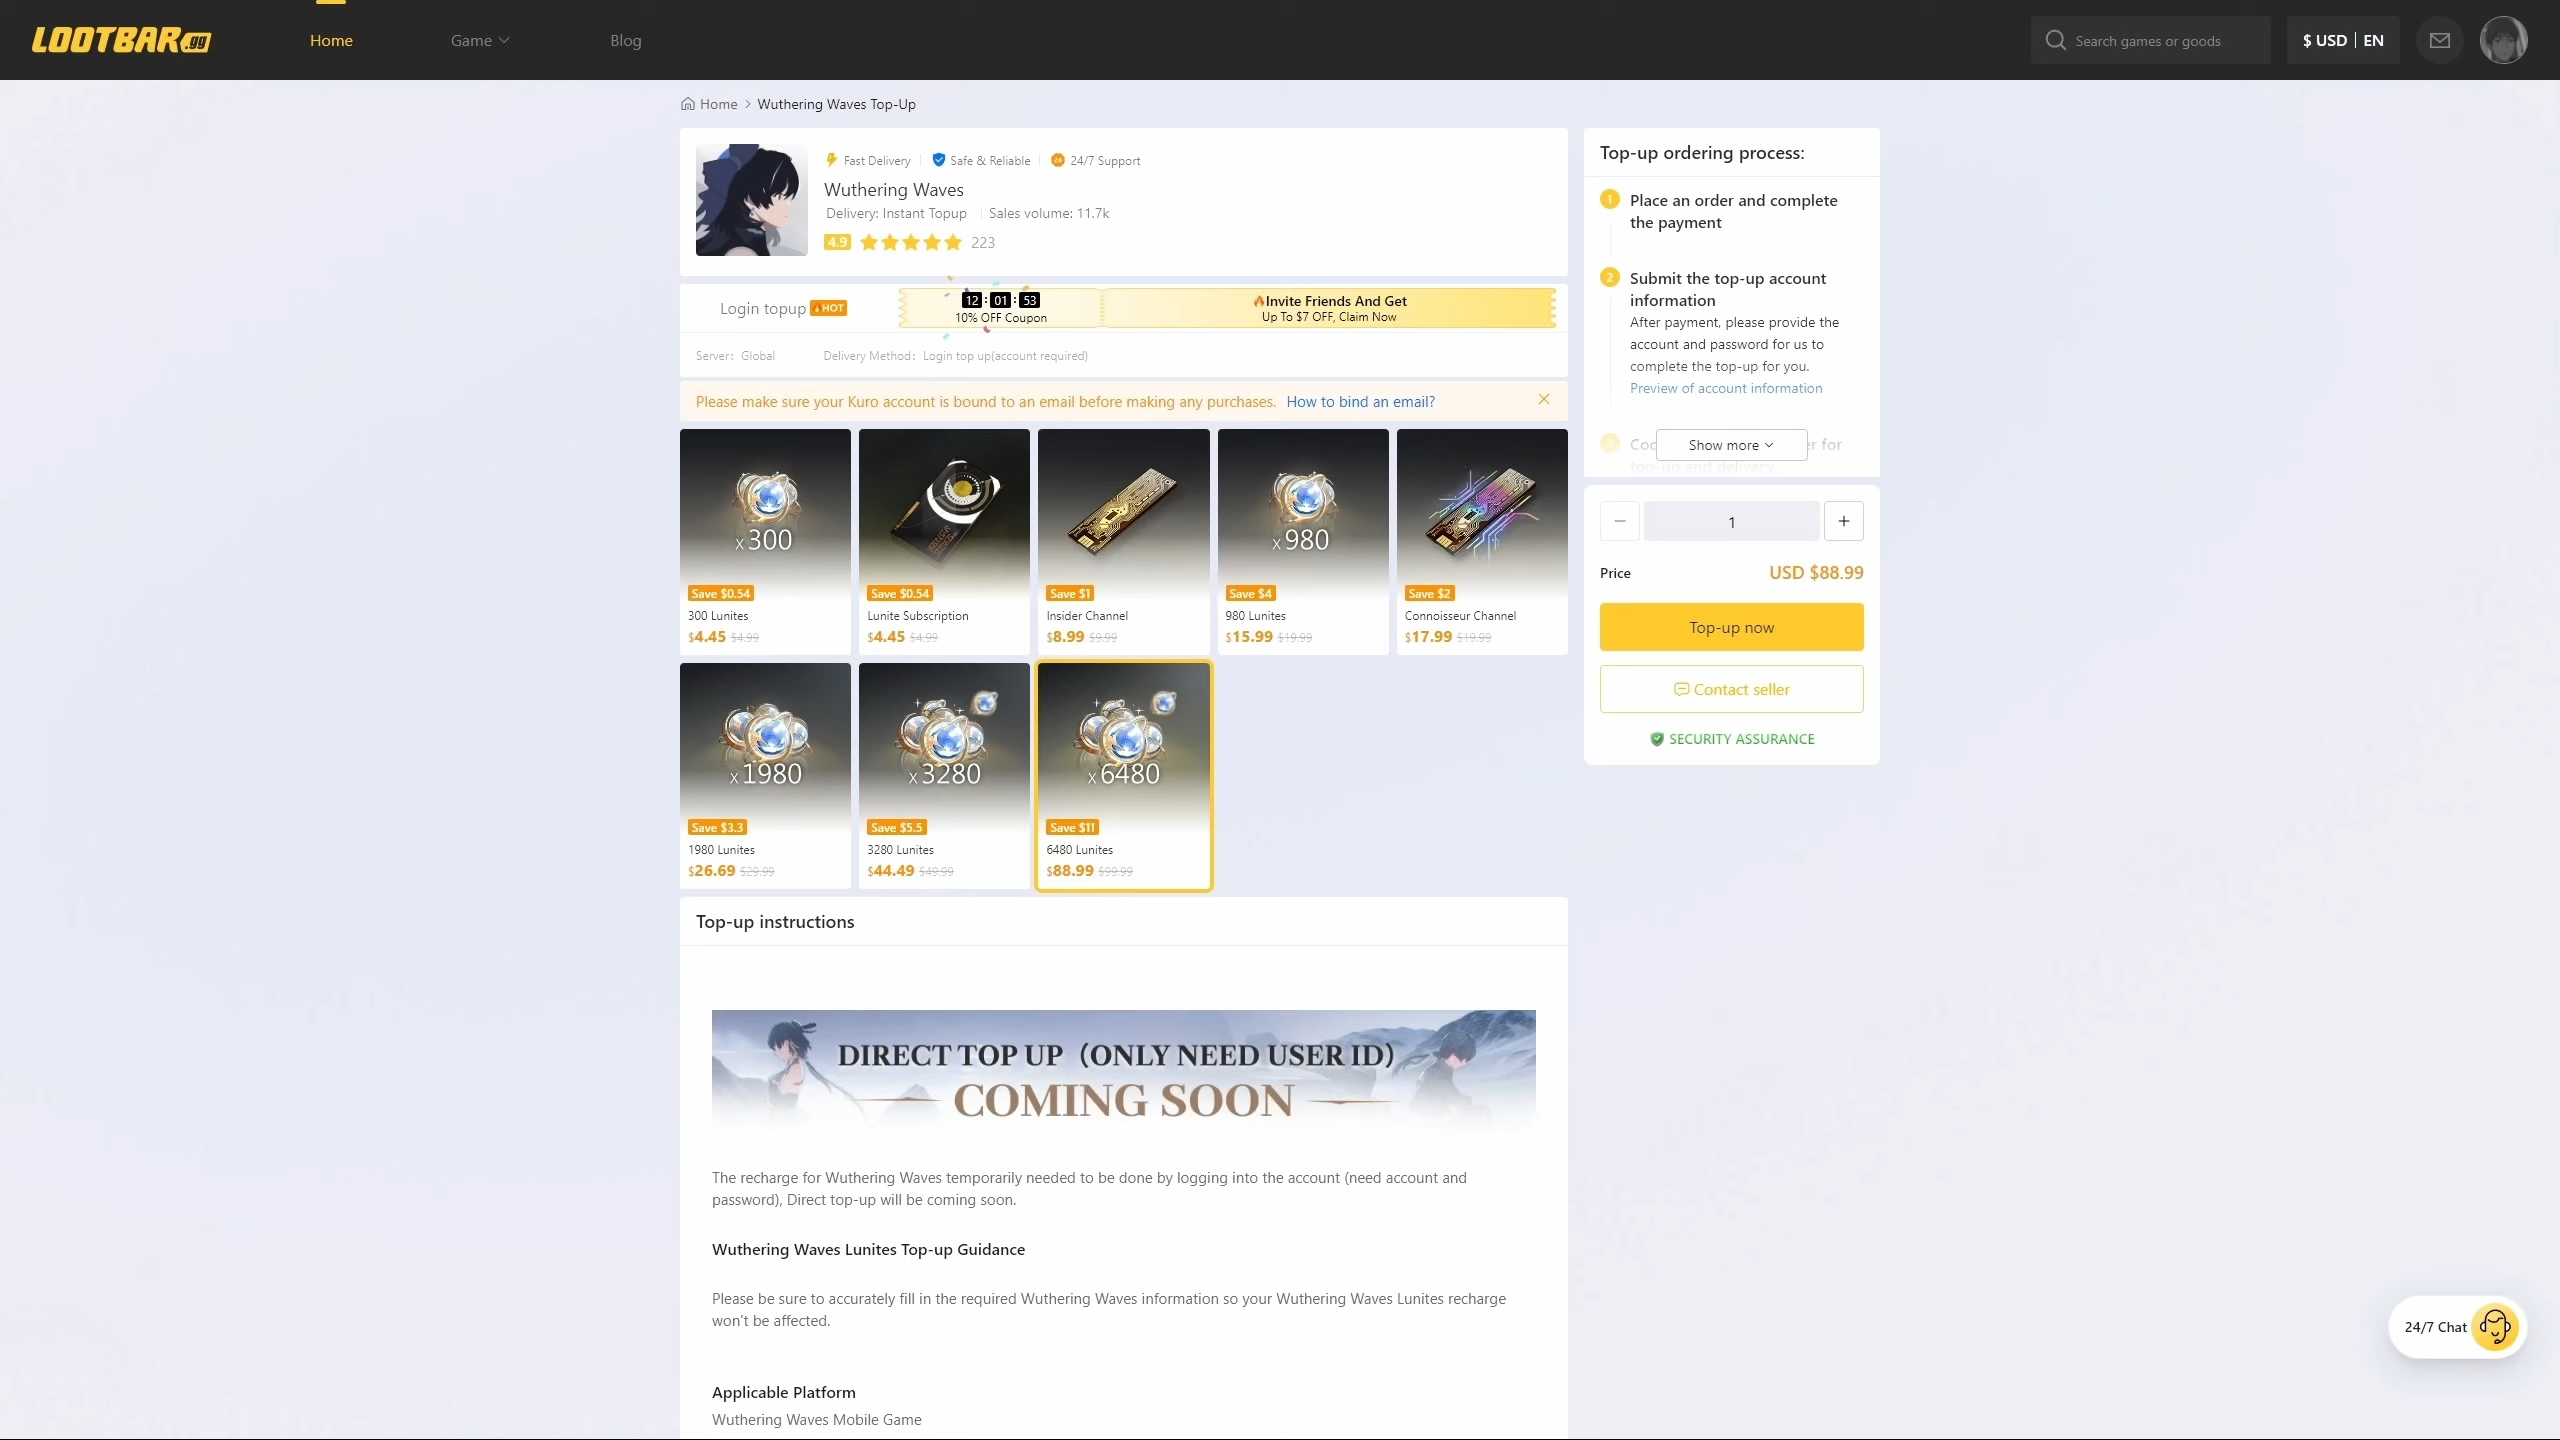 LOOTBAR.gg
Home
Game
Blog
Search games or goods
$ USD | EN
Home > Wuthering Waves Top-Up
Fast Delivery
Safe & Reliable
24/7 Support
Wuthering Waves
Delivery: Instant Topup
Sales volume: 11.7k
4.9
223
Login topup HOT
12 : 01 : 53
10% OFF Coupon
Invite Friends And Get
Up To $7 OFF, Claim Now
Server: Global
Delivery Method: Login top up(account required)
Please make sure your Kuro account is bound to an email before making any purchases. How to bind an email?
x300
Save $0.54
300 Lunites
$4.45 $4.99
Save $0.54
Lunite Subscription
$4.45 $4.99
Save $1
Insider Channel
$8.99 $9.99
x980
Save $4
980 Lunites
$15.99 $19.99
Save $2
Connoisseur Channel
$17.99 $19.99
x1980
Save $3.3
1980 Lunites
$26.69 $29.99
x3280
Save $5.5
3280 Lunites
$44.49 $49.99
x6480
Save $11
6480 Lunites
$88.99 $99.99
Top-up instructions
DIRECT TOP UP (ONLY NEED USER ID)
COMING SOON
The recharge for Wuthering Waves temporarily needed to be done by logging into the account (need account and
password), Direct top-up will be coming soon.
Wuthering Waves Lunites Top-up Guidance
Please be sure to accurately fill in the required Wuthering Waves information so your Wuthering Waves Lunites recharge
won't be affected.
Applicable Platform
Wuthering Waves Mobile Game
Top-up ordering process:
1
Place an order and complete
the payment
2
Submit the top-up account
information
After payment, please provide the
account and password for us to
complete the top-up for you.
Preview of account information
Show more
for
top-up and delivery
1
Price
USD $88.99
Top-up now
Contact seller
SECURITY ASSURANCE
24/7 Chat